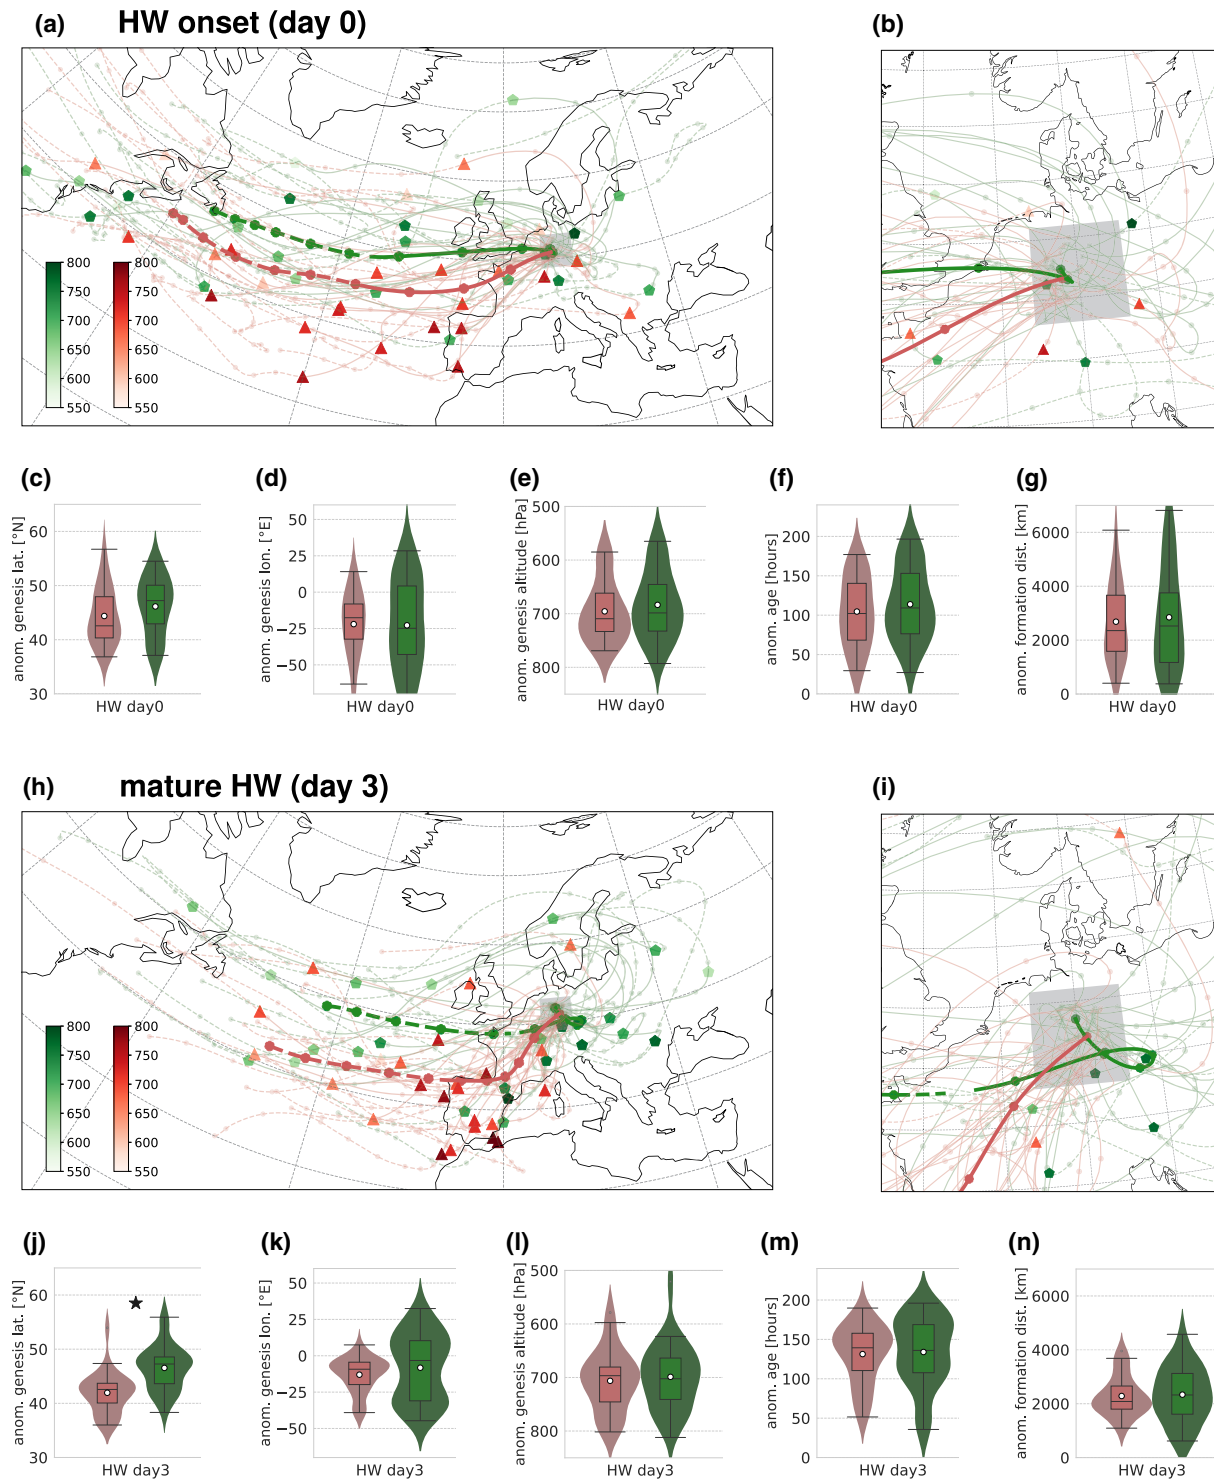 (a) HW onset (day 0) (b)
800 800
750 750
700 700
650 650
600 600
550 550
(c) (d) (e) (f) (g)
anom. genesis lat. [°N]
60
50
40
30
HW day0
anom. genesis lon. [°E]
50
25
0
−25
−50
HW day0
anom. genesis altitude [hPa]
500
600
700
800
HW day0
anom. age [hours]
200
150
100
50
0
HW day0
anom. formation dist. [km]
6000
4000
2000
0
HW day0
(h) mature HW (day 3) (i)
800 800
750 750
700 700
650 650
600 600
550 550
(j) (k) (l) (m) (n)
anom. genesis lat. [°N]
60
50
40
30
HW day3
anom. genesis lon. [°E]
50
25
0
−25
−50
HW day3
anom. genesis altitude [hPa]
500
600
700
800
HW day3
anom. age [hours]
200
150
100
50
0
HW day3
anom. formation dist. [km]
6000
4000
2000
0
HW day3